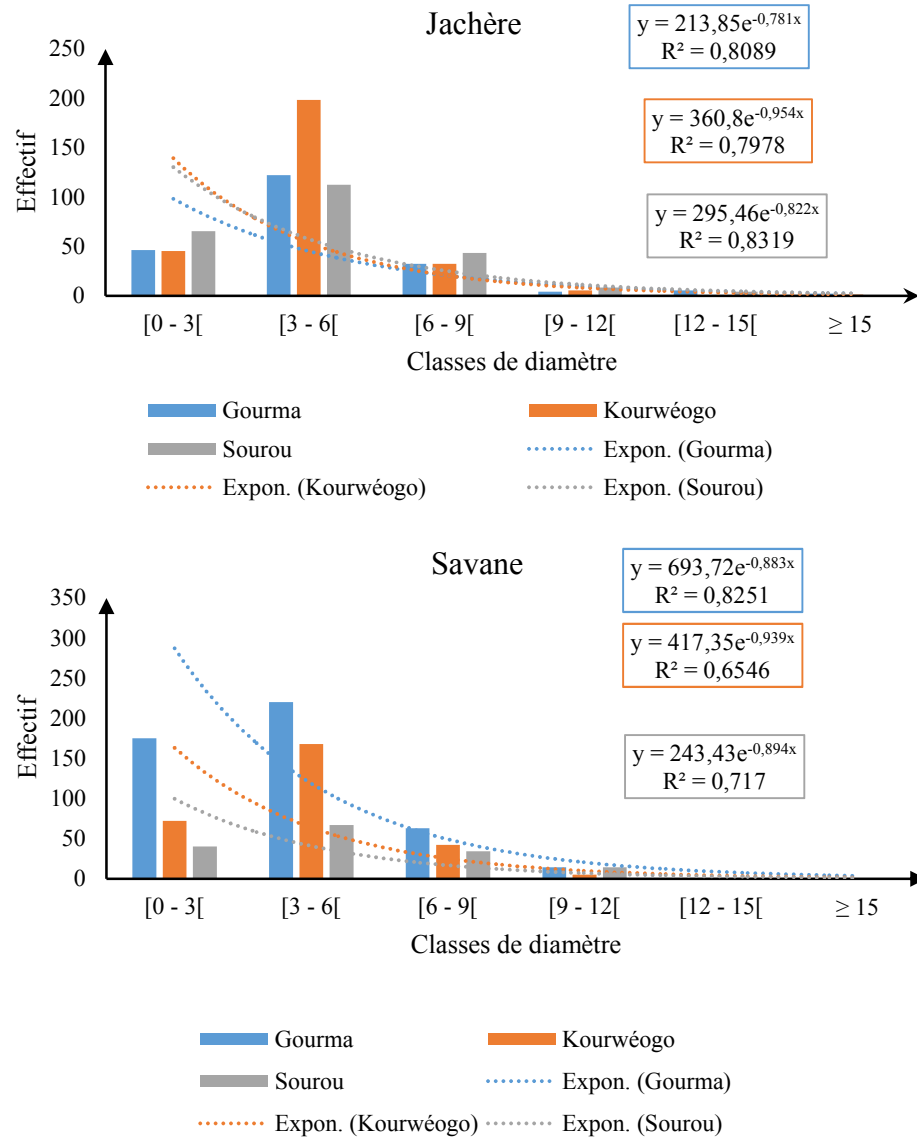 Jachère
y = 213,85e^-0,781x
R² = 0,8089
y = 360,8e^-0,954x
R² = 0,7978
y = 295,46e^-0,822x
R² = 0,8319
Effectif
250
200
150
100
50
0
[0 - 3[ [3 - 6[ [6 - 9[ [9 - 12[ [12 - 15[ ≥ 15
Classes de diamètre
Gourma Kourwéogo
Sourou Expon. (Gourma)
Expon. (Kourwéogo) Expon. (Sourou)
Savane
y = 693,72e^-0,883x
R² = 0,8251
y = 417,35e^-0,939x
R² = 0,6546
y = 243,43e^-0,894x
R² = 0,717
Effectif
350
300
250
200
150
100
50
0
[0 - 3[ [3 - 6[ [6 - 9[ [9 - 12[ [12 - 15[ ≥ 15
Classes de diamètre
Gourma Kourwéogo
Sourou Expon. (Gourma)
Expon. (Kourwéogo) Expon. (Sourou)